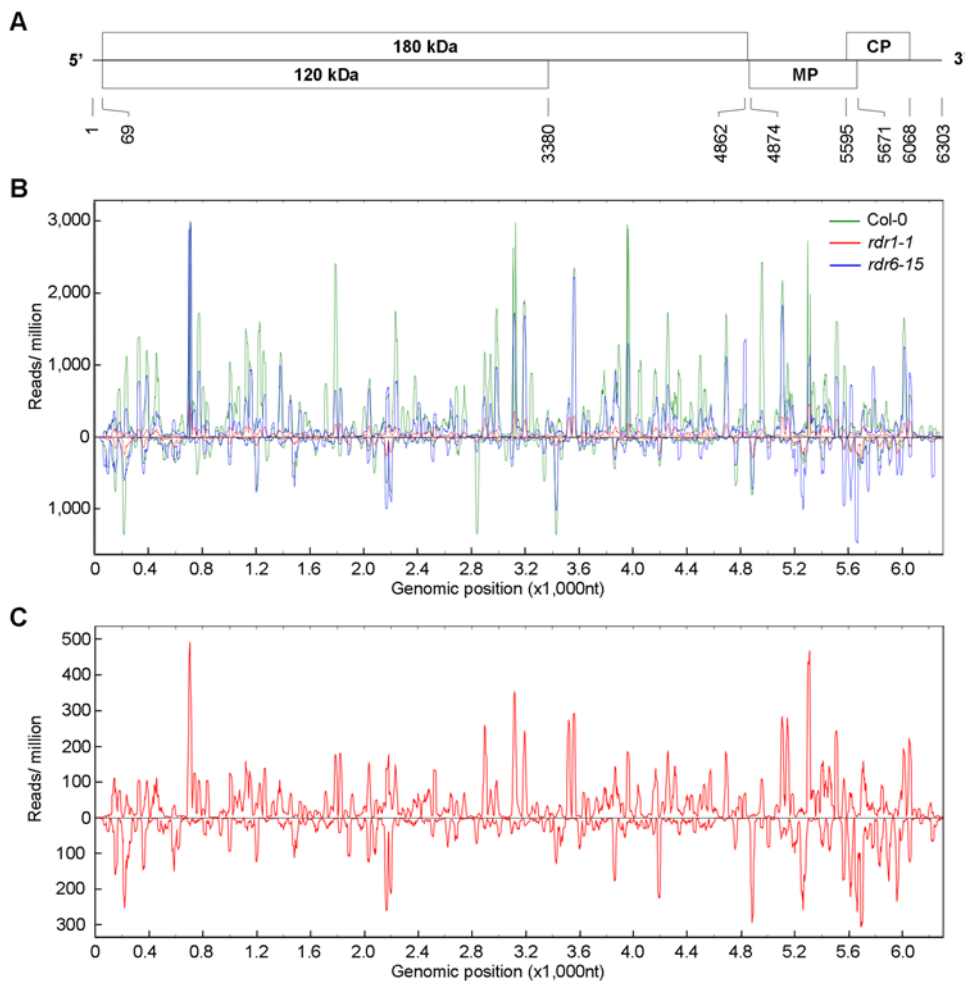 A
180 kDa
CP
5’
3’
120 kDa
MP
1
69
3380
4862
4874
5595
5671
6068
6303
B
3,000
2,000
1,000
0
1,000
Reads/ million
Col-0
rdr1-1
rdr6-15
0 0.4 0.8 1.2 1.6 2.0 2.4 2.8 3.2 3.6 4.0 4.4 4.8 5.2 5.6 6.0
Genomic position (x1,000nt)
C
500
400
300
200
100
0
100
200
300
Reads/ million
0 0.4 0.8 1.2 1.6 2.0 2.4 2.8 3.2 3.6 4.0 4.4 4.8 5.2 5.6 6.0
Genomic position (x1,000nt)